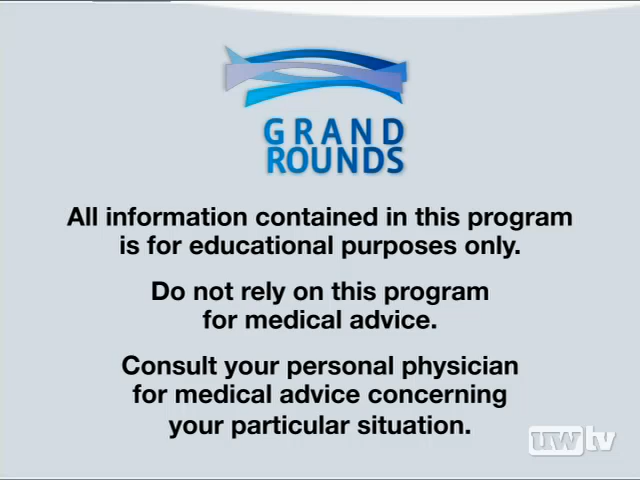 GRAND
ROUNDS
All information contained in this program
is for educational purposes only.
Do not rely on this program
for medical advice.
Consult your personal physician
for medical advice concerning
your particular situation.
uwtv